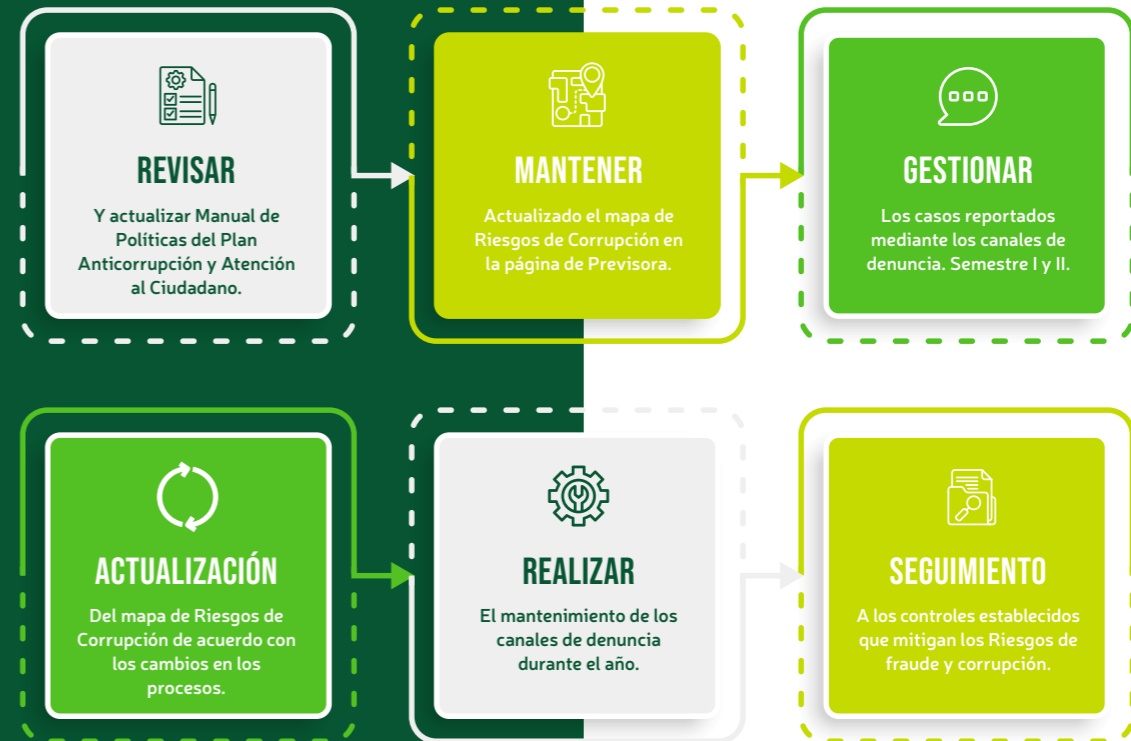 REVISAR
Y actualizar Manual de
Políticas del Plan
Anticorrupción y Atención
al Ciudadano.
MANTENER
Actualizado el mapa de
Riesgos de Corrupción en
la página de Previsora.
GESTIONAR
Los casos reportados
mediante los canales de
denuncia. Semestre I y II.
ACTUALIZACIÓN
Del mapa de Riesgos de
Corrupción de acuerdo con
los cambios en los
procesos.
REALIZAR
El mantenimiento de los
canales de denuncia
durante el año.
SEGUIMIENTO
A los controles establecidos
que mitigan los Riesgos de
fraude y corrupción.